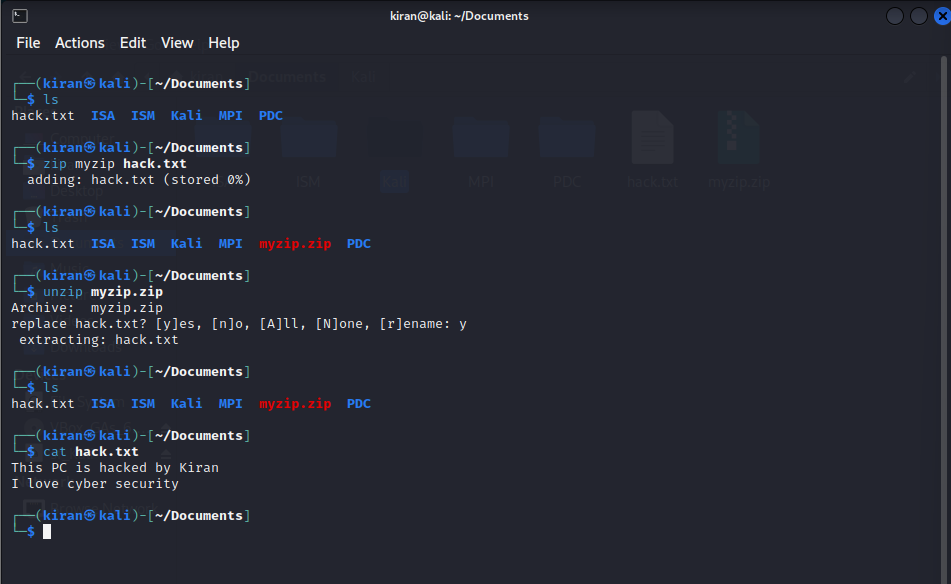 kiran@kali: ~/Documents
File Actions Edit View Help
┌──(kiran㉿kali)-[~/Documents]
└─$ ls
hack.txt ISA ISM Kali MPI PDC
┌──(kiran㉿kali)-[~/Documents]
└─$ zip myzip hack.txt
adding: hack.txt (stored 0%)
┌──(kiran㉿kali)-[~/Documents]
└─$ ls
hack.txt ISA ISM Kali MPI myzip.zip PDC
┌──(kiran㉿kali)-[~/Documents]
└─$ unzip myzip.zip
Archive: myzip.zip
replace hack.txt? [y]es, [n]o, [A]ll, [N]one, [r]ename: y
extracting: hack.txt
┌──(kiran㉿kali)-[~/Documents]
└─$ ls
hack.txt ISA ISM Kali MPI myzip.zip PDC
┌──(kiran㉿kali)-[~/Documents]
└─$ cat hack.txt
This PC is hacked by Kiran
I love cyber security
┌──(kiran㉿kali)-[~/Documents]
└─$